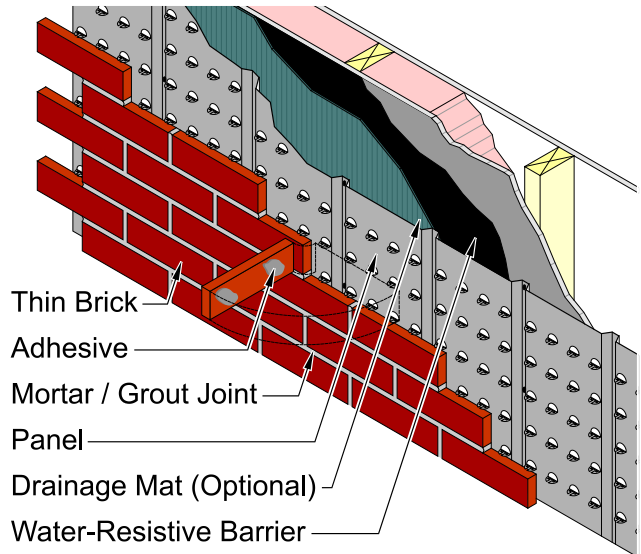 Thin Brick
Adhesive
Mortar / Grout Joint
Panel
Drainage Mat (Optional)
Water-Resistive Barrier